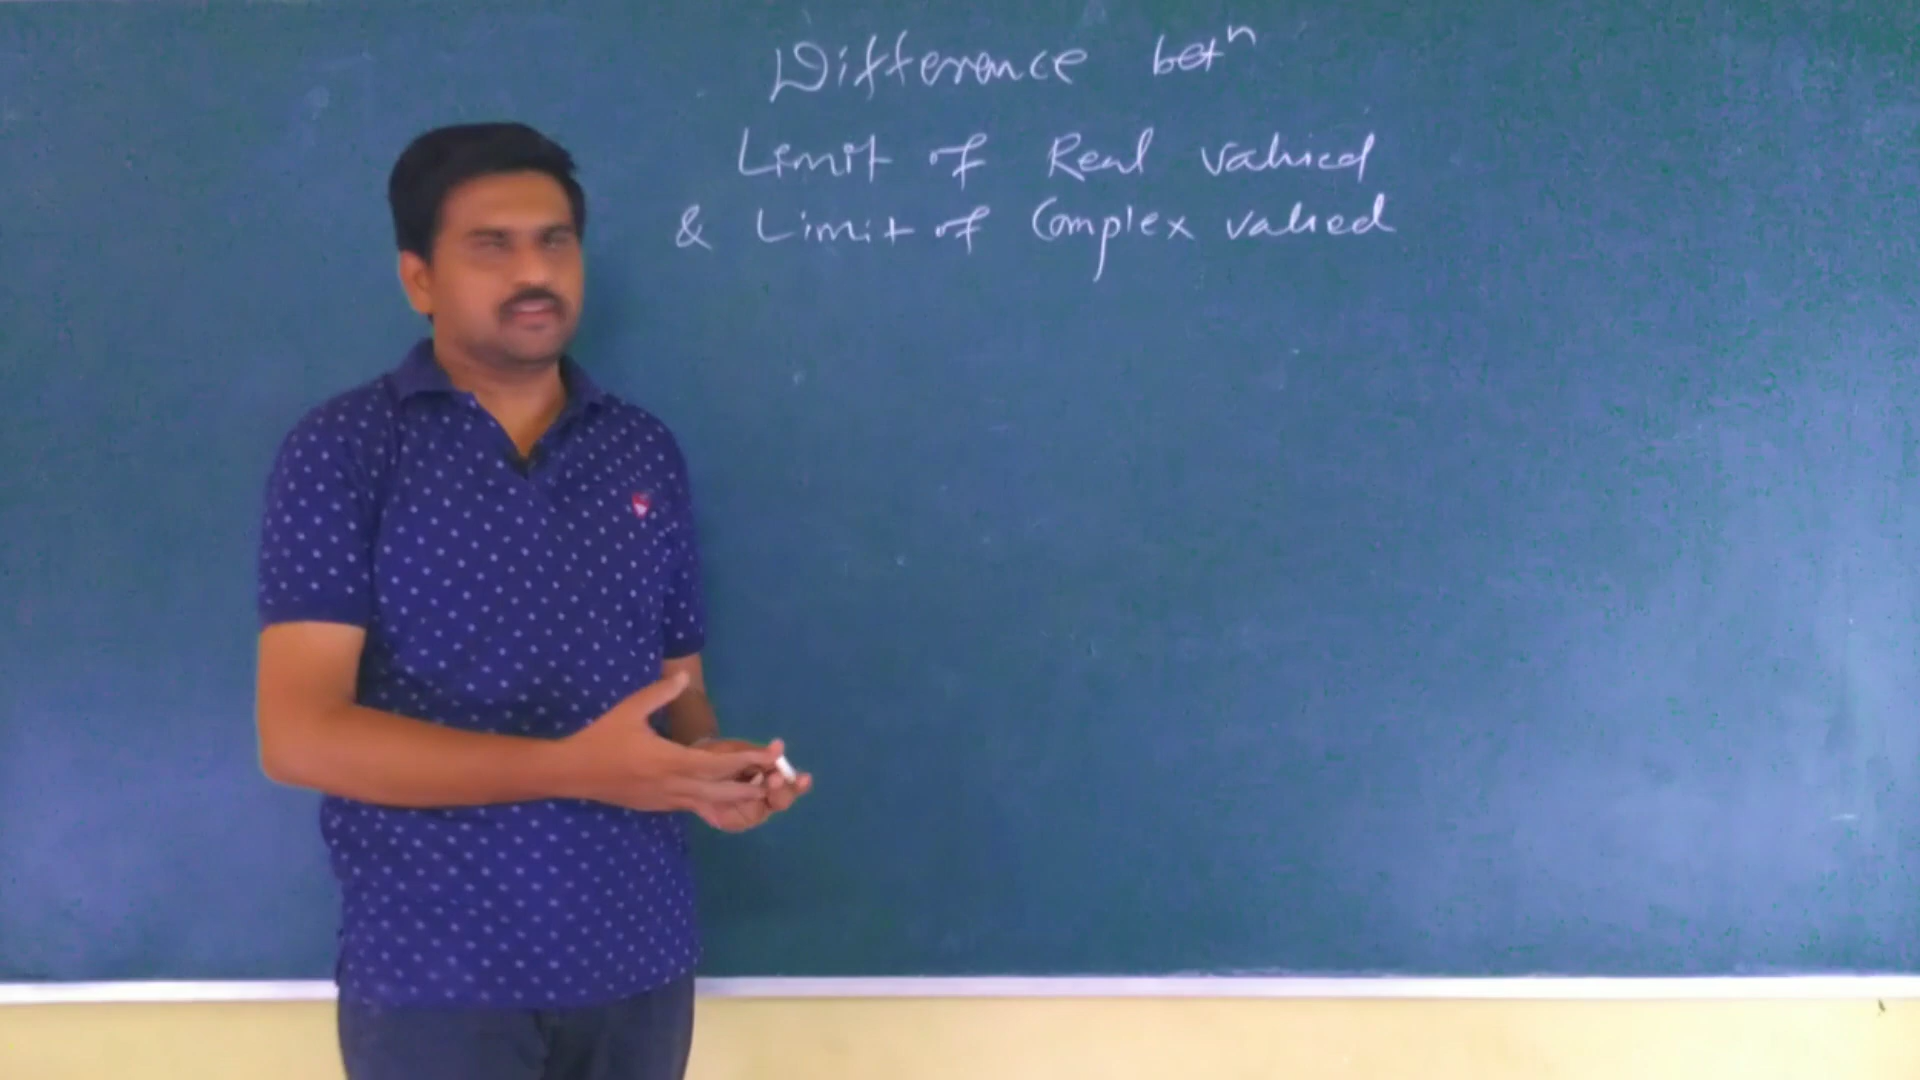 Difference betⁿ
Limit of Real valued
& Limit of Complex valued